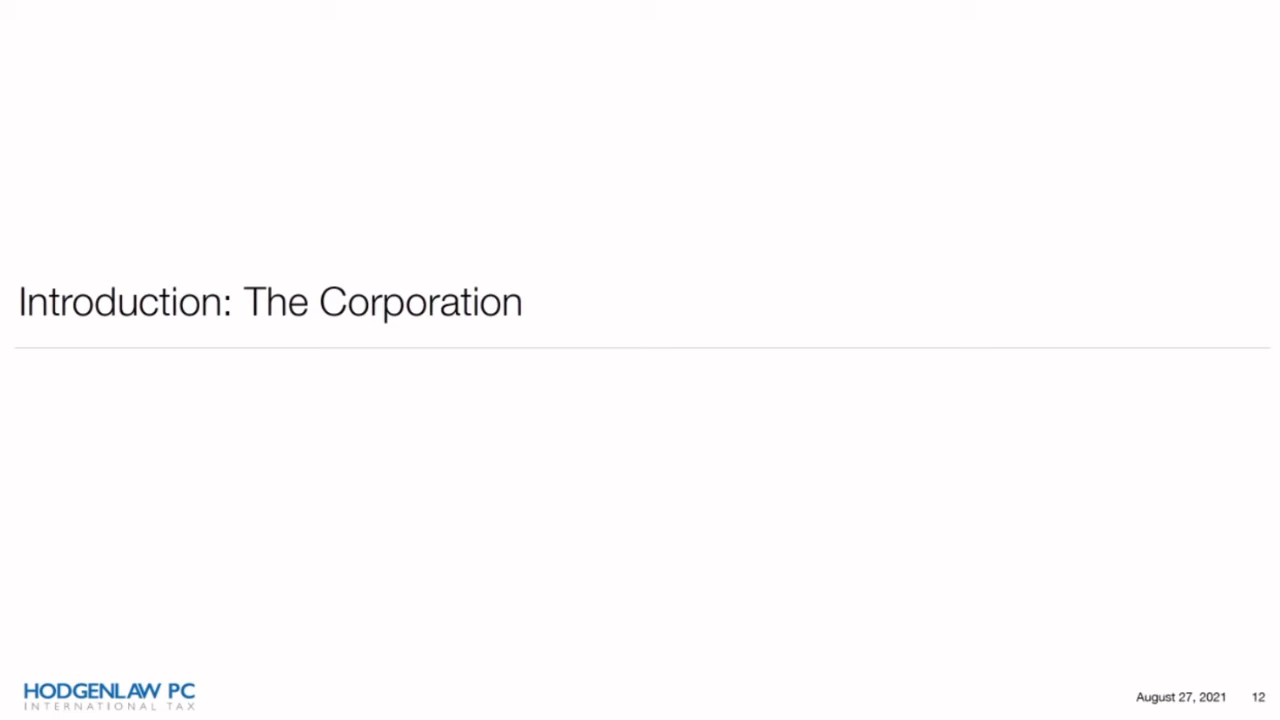 Introduction: The Corporation
HODGENLAW PC
INTERNATIONAL TAX
August 27, 2021 12